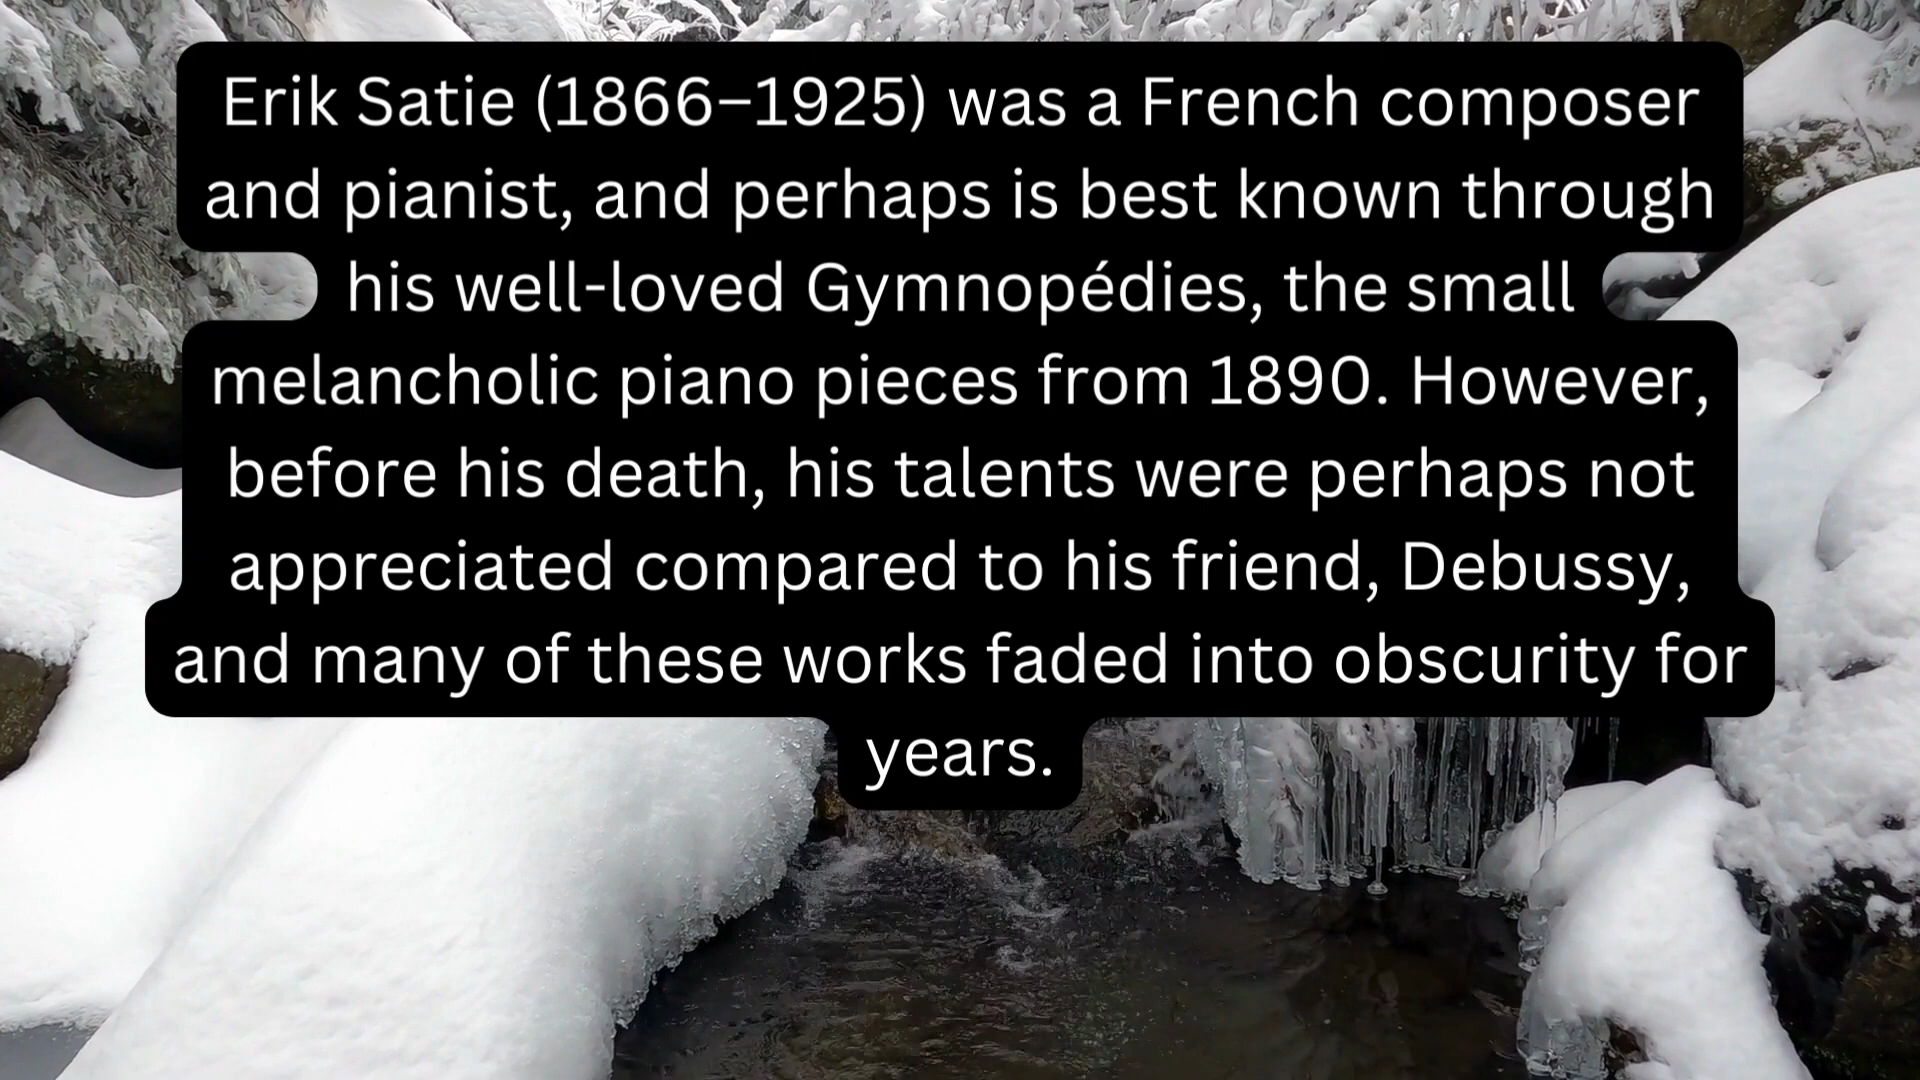 Erik Satie (1866–1925) was a French composer
and pianist, and perhaps is best known through
his well-loved Gymnopédies, the small
melancholic piano pieces from 1890. However,
before his death, his talents were perhaps not
appreciated compared to his friend, Debussy,
and many of these works faded into obscurity for
years.